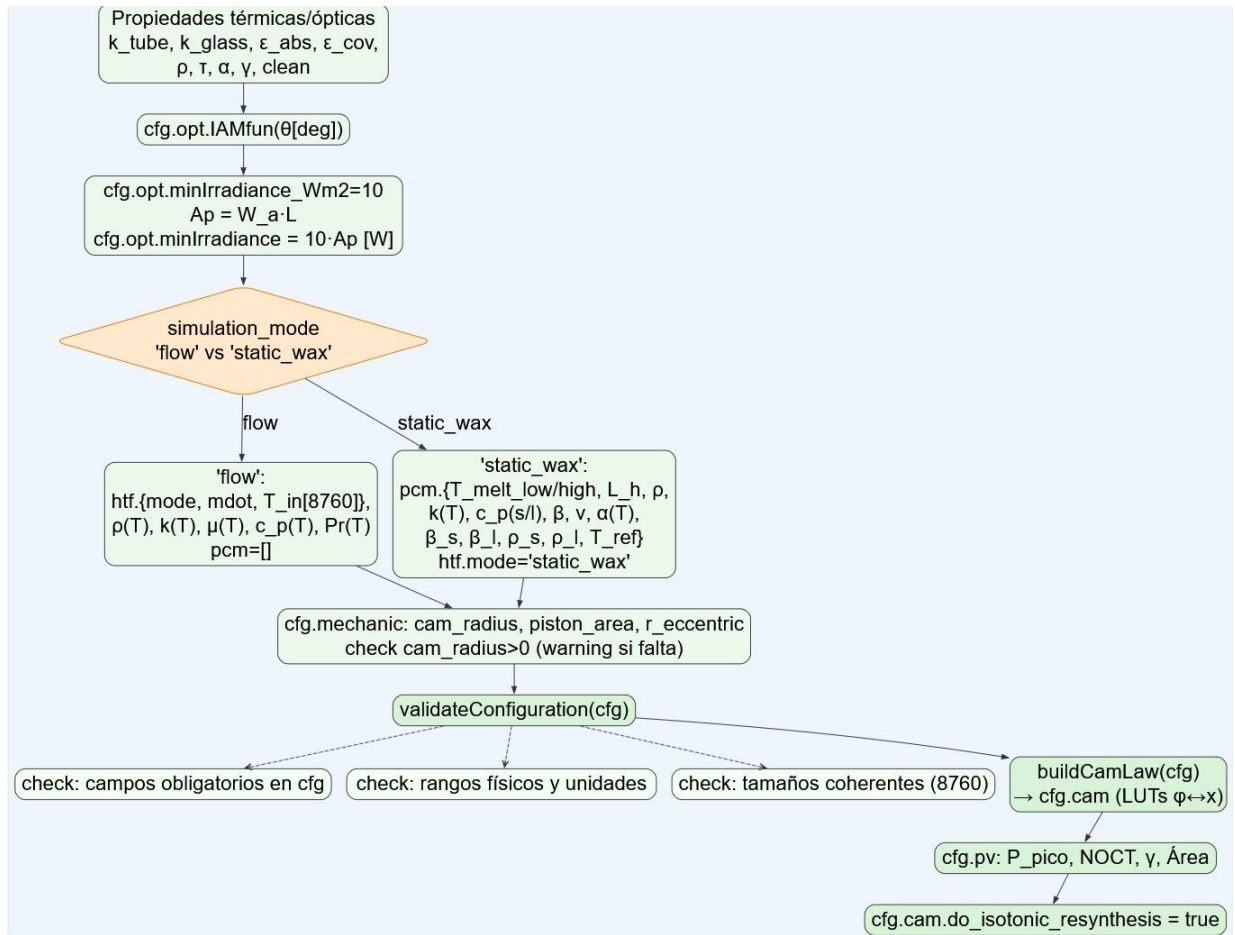 Propiedades térmicas/ópticas
k_tube, k_glass, ε_abs, ε_cov,
ρ, τ, α, γ, clean
cfg.opt.IAMfun(θ[deg])
cfg.opt.minIrradiance_Wm2=10
Ap = W_a·L
cfg.opt.minIrradiance = 10·Ap [W]
simulation_mode
'flow' vs 'static_wax'
flow
static_wax
'flow':
htf.{mode, mdot, T_in[8760]},
ρ(T), k(T), μ(T), c_p(T), Pr(T)
pcm=[]
'static_wax':
pcm.{T_melt_low/high, L_h, ρ,
k(T), c_p(s/l), β, ν, α(T),
β_s, β_l, ρ_s, ρ_l, T_ref}
htf.mode='static_wax'
cfg.mechanic: cam_radius, piston_area, r_eccentric
check cam_radius>0 (warning si falta)
validateConfiguration(cfg)
check: campos obligatorios en cfg
check: rangos físicos y unidades
check: tamaños coherentes (8760)
buildCamLaw(cfg)
→ cfg.cam (LUTs φ↔x)
cfg.pv: P_pico, NOCT, γ, Área
cfg.cam.do_isotonic_resynthesis = true